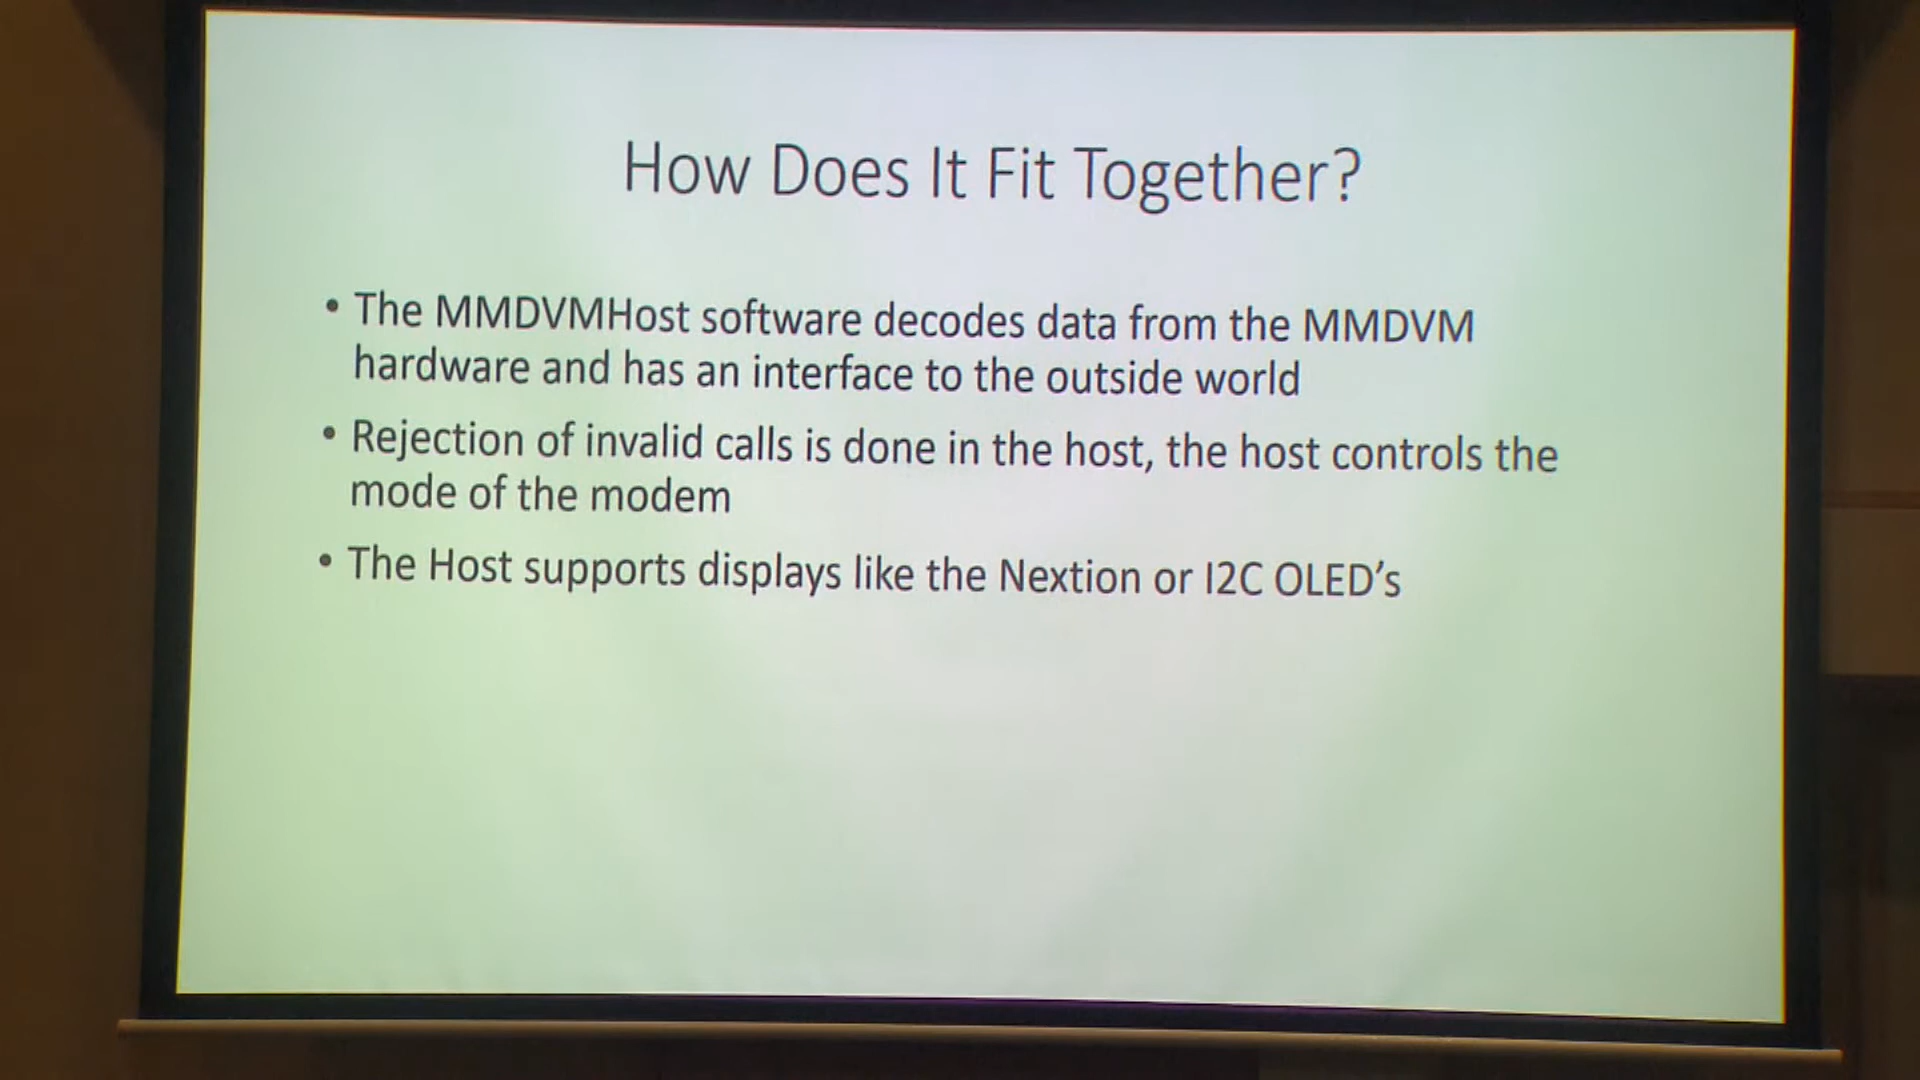 How Does It Fit Together?
• The MMDVMHost software decodes data from the MMDVM
hardware and has an interface to the outside world
• Rejection of invalid calls is done in the host, the host controls the
mode of the modem
• The Host supports displays like the Nextion or I2C OLED’s